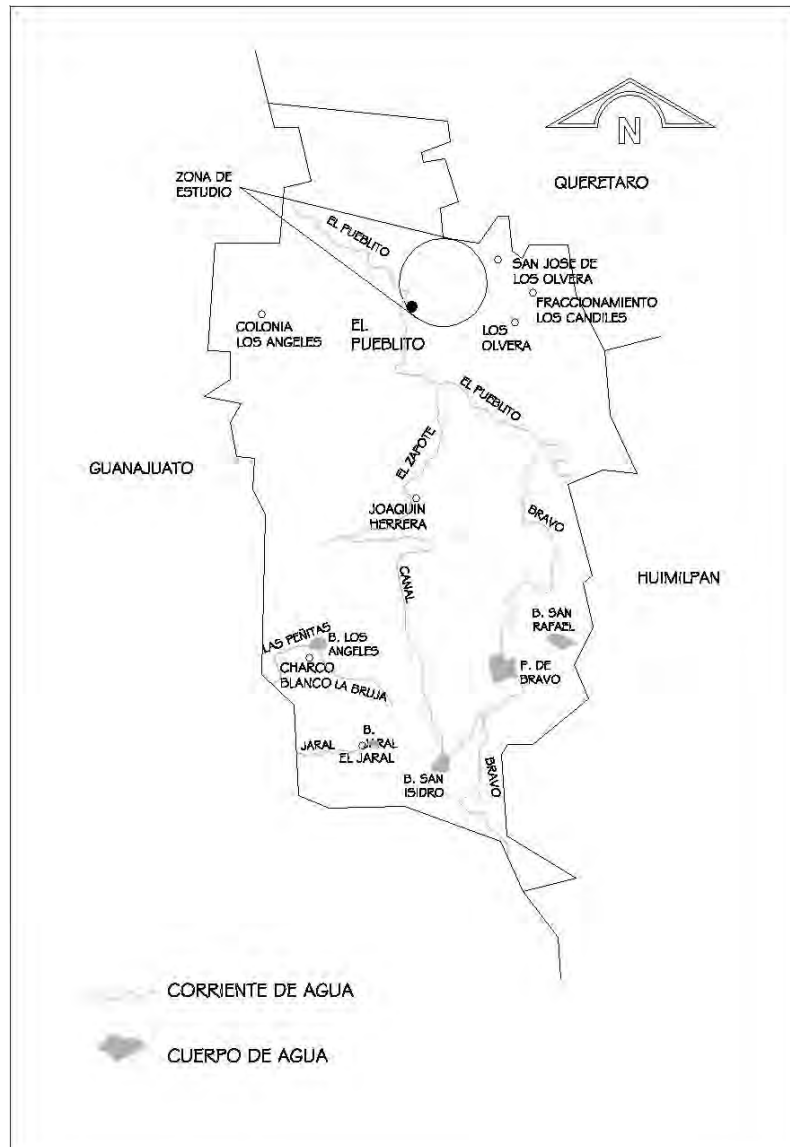 N
QUERETARO
ZONA DE
ESTUDIO
EL PUEBLITO
SAN JOSE DE
LOS OLVERA
FRACCIONAMIENTO
LOS CANDILES
COLONIA
LOS ANGELES
EL
PUEBLITO
LOS
OLVERA
EL PUEBLITO
EL ZAPOTE
GUANAJUATO
JOAQUIN
HERRERA
BRAVO
CANAL
HUIMILPAN
B. SAN
RAFAEL
LAS PEÑITAS
B. LOS
ANGELES
CHARCO
BLANCO
LA BRUJA
P. DE
BRAVO
B.
JARAL
JARAL
EL JARAL
B. SAN
ISIDRO
BRAVO
CORRIENTE DE AGUA
CUERPO DE AGUA